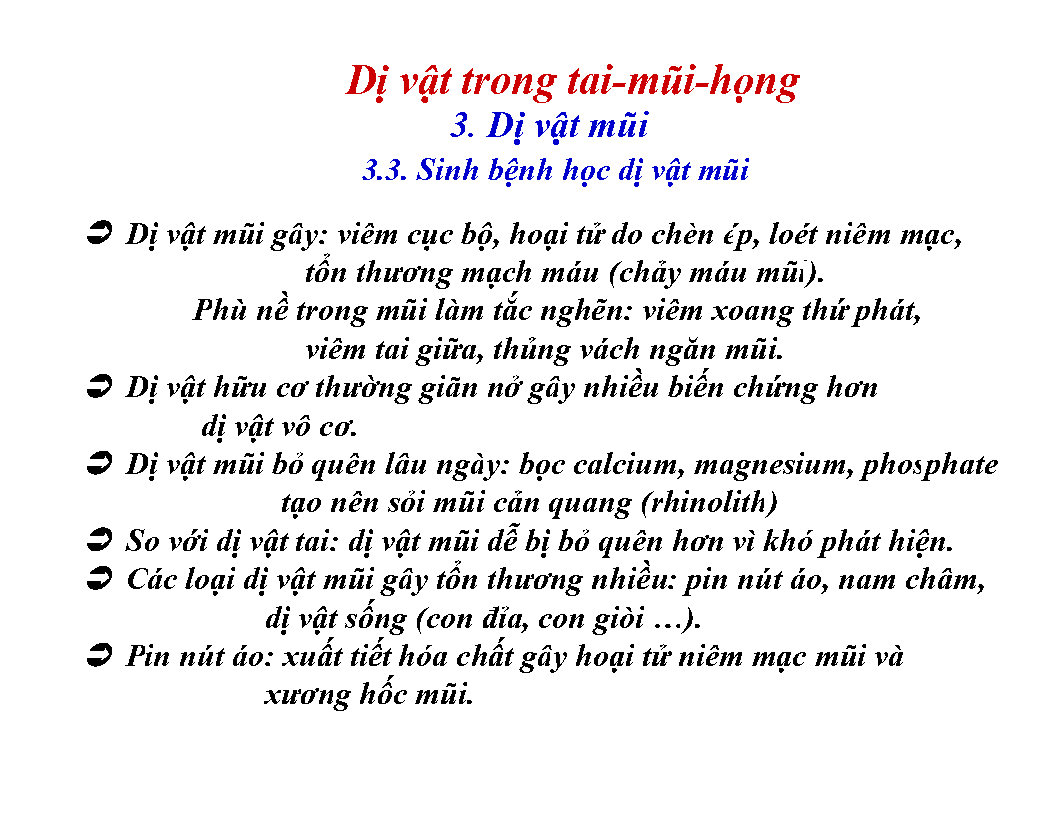 Dị vật trong tai-mũi-họng
3. Dị vật mũi
3.3. Sinh bệnh học dị vật mũi
➲ Dị vật mũi gây: viêm cục bộ, hoại tử do chèn ép, loét niêm mạc,
tổn thương mạch máu (chảy máu mũi).
Phù nề trong mũi làm tắc nghẽn: viêm xoang thứ phát,
viêm tai giữa, thủng vách ngăn mũi.
➲ Dị vật hữu cơ thường giãn nở gây nhiều biến chứng hơn
dị vật vô cơ.
➲ Dị vật mũi bỏ quên lâu ngày: bọc calcium, magnesium, phosphate
tạo nên sỏi mũi cản quang (rhinolith)
➲ So với dị vật tai: dị vật mũi dễ bị bỏ quên hơn vì khó phát hiện.
➲ Các loại dị vật mũi gây tổn thương nhiều: pin nút áo, nam châm,
dị vật sống (con đỉa, con giòi …).
➲ Pin nút áo: xuất tiết hóa chất gây hoại tử niêm mạc mũi và
xương hốc mũi.